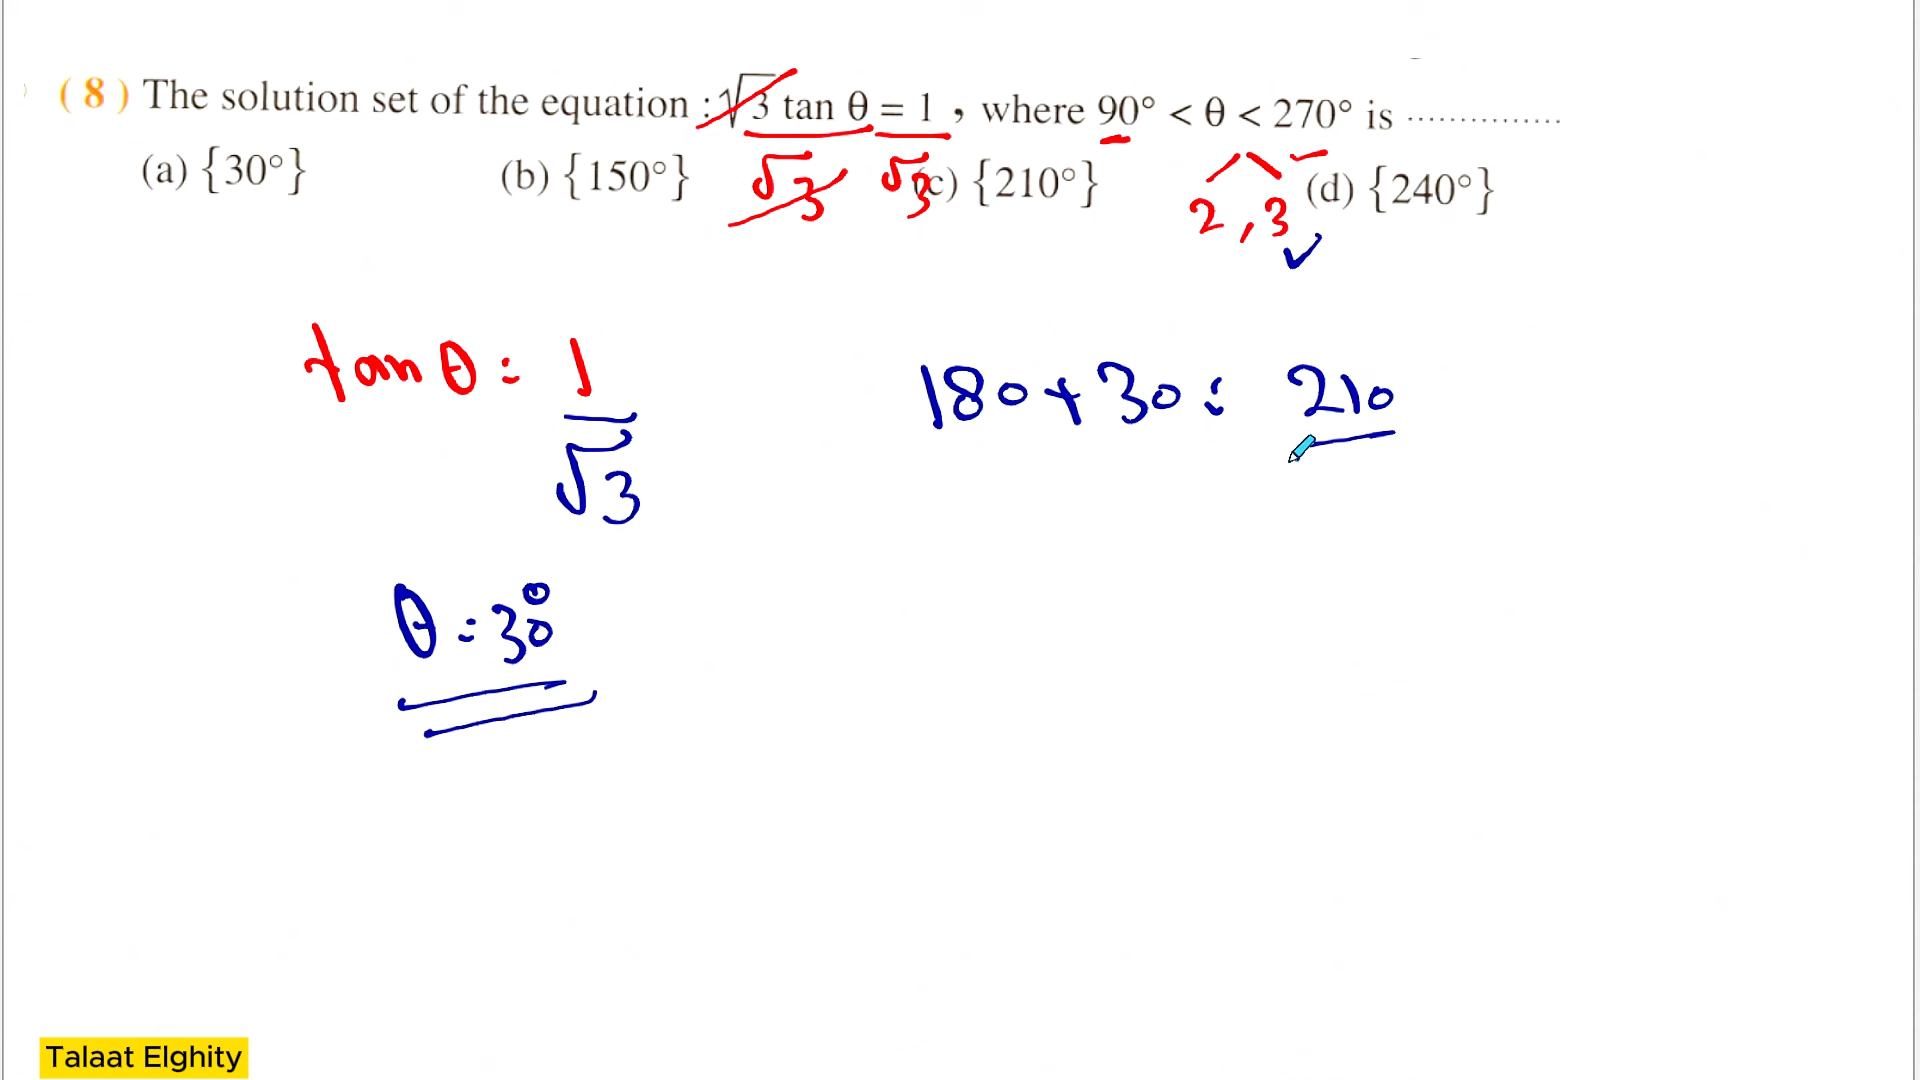 ( 8 ) The solution set of the equation : √3 tan θ = 1 , where 90° < θ < 270° is ...............
√3 √3
(a) {30°} (b) {150°} (c) {210°} (d) {240°}
2 , 3 ✓
tan θ = 1/√3
180 + 30 = 210
θ = 30°
Talaat Elghity